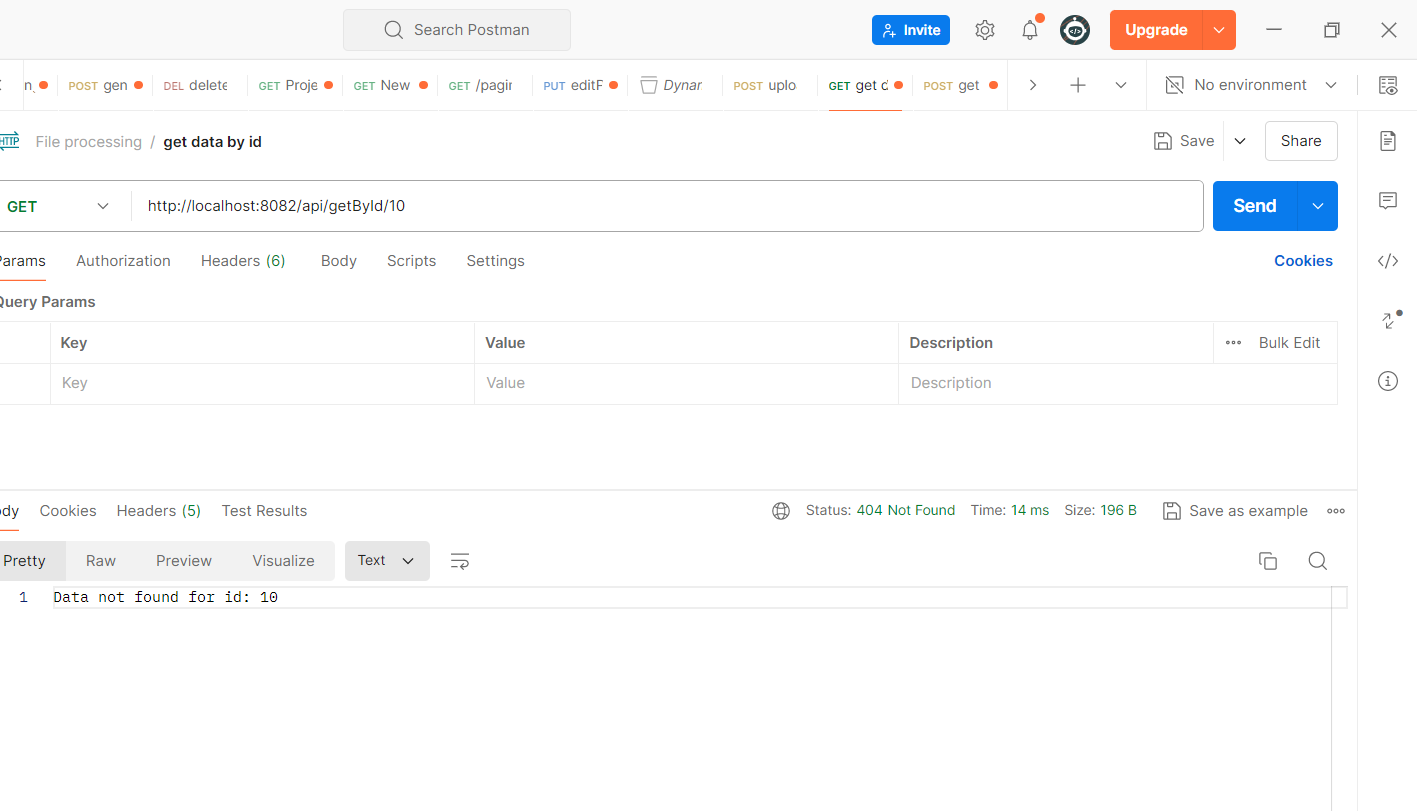 Search Postman
Invite
Upgrade
POST gen
DEL delete
GET Proje
GET New
GET /pagir
PUT editF
Dynar
POST uplo
GET get d
POST get
No environment
HTTP
File processing / get data by id
Save
Share
GET
http://localhost:8082/api/getById/10
Send
Params
Authorization
Headers (6)
Body
Scripts
Settings
Cookies
Query Params
Key
Value
Description
Bulk Edit
Key
Value
Description
ody
Cookies
Headers (5)
Test Results
Status: 404 Not Found
Time: 14 ms
Size: 196 B
Save as example
Pretty
Raw
Preview
Visualize
Text
1
Data not found for id: 10